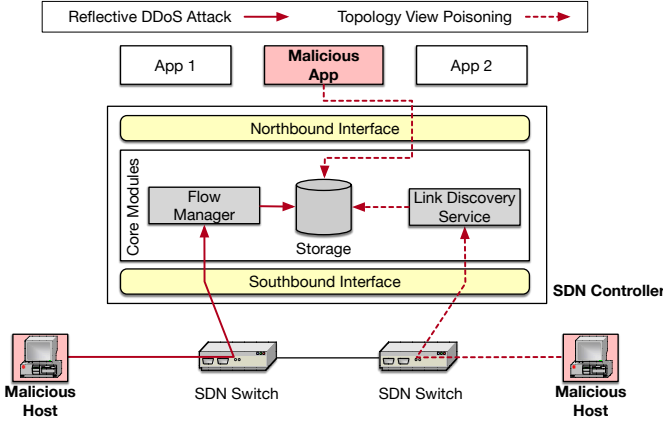 Reflective DDoS Attack
Topology View Poisoning
App 1
Malicious
App
App 2
Northbound Interface
Core Modules
Flow
Manager
Storage
Link Discovery
Service
Southbound Interface
SDN Controller
Malicious
Host
SDN Switch
SDN Switch
Malicious
Host